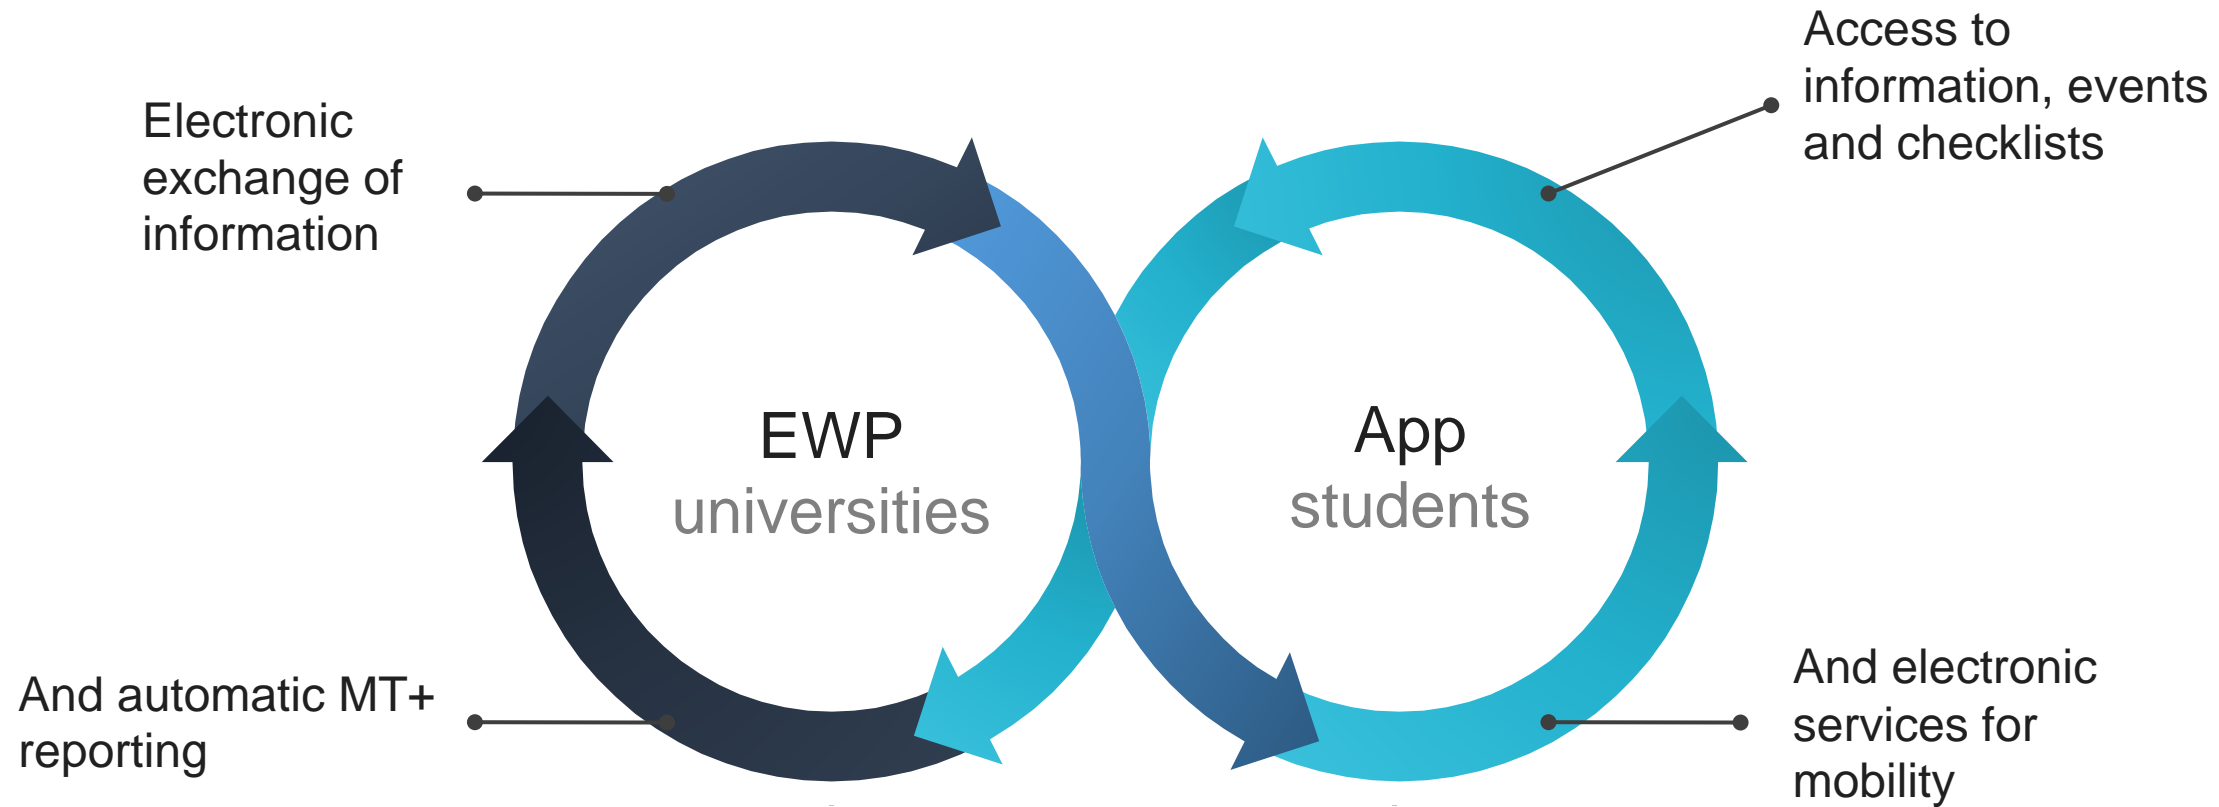 Electronic
exchange of
information
Access to
information, events
and checklists
EWP
universities
App
students
And automatic MT+
reporting
And electronic
services for
mobility